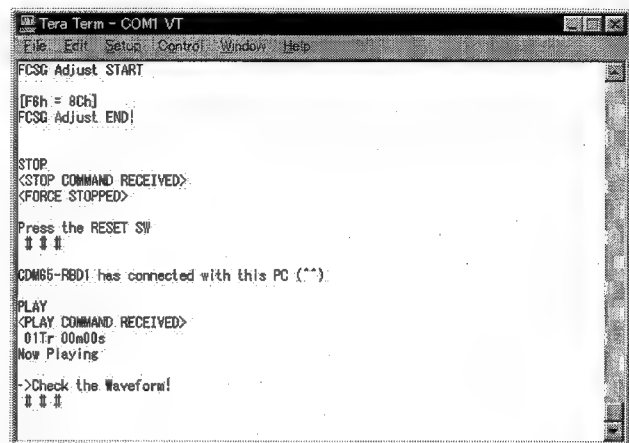 Tera Term - COM1 VT
File Edit Setup Control Window Help
FCSG Adjust START
[F6h = 8Ch]
FCSG Adjust END!
STOP
<STOP COMMAND RECEIVED>
<FORCE STOPPED>
Press the RESET SW
# # #
CDM65-RBD1 has connected with this PC (^^)
PLAY
<PLAY COMMAND RECEIVED>
01Tr 00m00s
Now Playing
->Check the Waveform!
# # #